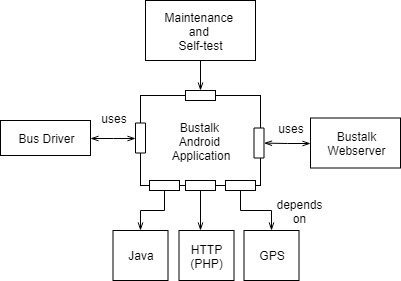 Maintenance
and
Self-test
uses
Bus Driver
Bustalk
Android
Application
uses
Bustalk
Webserver
depends
on
Java
HTTP
(PHP)
GPS